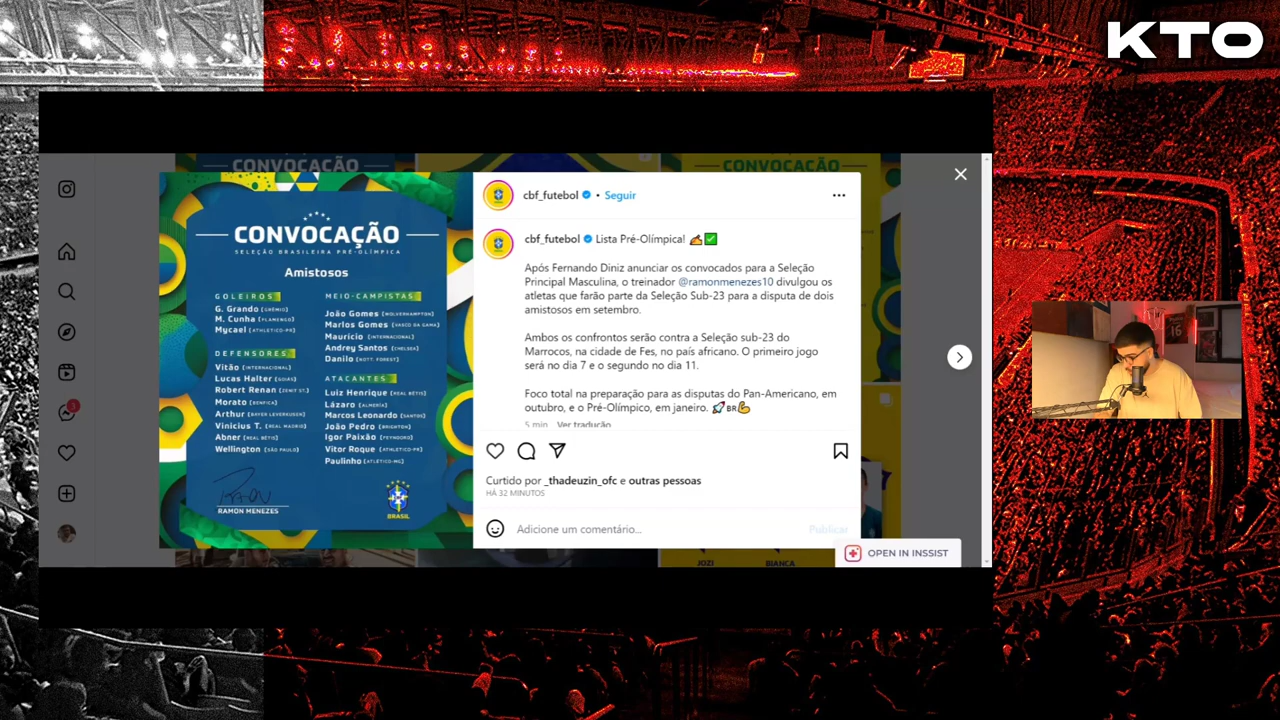 KTO
CONVOCAÇÃO
CONVOCAÇÃO
CONVOCAÇÃO
SELEÇÃO BRASILEIRA PRÉ-OLÍMPICA
Amistosos
GOLEIROS
G. Grando (GRÊMIO)
M. Cunha (FLAMENGO)
Mycael (ATHLETICO-PR)
DEFENSORES
Vitão (INTERNACIONAL)
Lucas Halter (GOIÁS)
Robert Renan (ZENIT ST.)
Morato (BENFICA)
Arthur (BAYER LEVERKUSEN)
Vinicius T. (REAL MADRID)
Abner (REAL BÉTIS)
Wellington (SÃO PAULO)
MEIO-CAMPISTAS
João Gomes (WOLVERHAMPTON)
Marlos Gomes (VASCO DA GAMA)
Mauricio (INTERNACIONAL)
Andrey Santos (CHELSEA)
Danilo (NOTT. FOREST)
ATACANTES
Luiz Henrique (REAL BÉTIS)
Lázaro (ALMERÍA)
Marcos Leonardo (SANTOS)
João Pedro (BRIGHTON)
Igor Paixão (FEYNOORD)
Vitor Roque (ATHLETICO-PR)
Paulinho (ATLÉTICO-MG)
RAMON MENEZES
BRASIL
cbf_futebol • Seguir
cbf_futebol Lista Pré-Olímpica! ✍️✅
Após Fernando Diniz anunciar os convocados para a Seleção
Principal Masculina, o treinador @ramonmenezes10 divulgou os
atletas que farão parte da Seleção Sub-23 para a disputa de dois
amistosos em setembro.
Ambos os confrontos serão contra a Seleção sub-23 do
Marrocos, na cidade de Fes, no país africano. O primeiro jogo
será no dia 7 e o segundo no dia 11.
Foco total na preparação para as disputas do Pan-Americano, em
outubro, e o Pré-Olímpico, em janeiro. 🚀BR💪
5 min Ver tradução
Curtido por _thadeuzin_ofc e outras pessoas
HÁ 32 MINUTOS
Adicione um comentário...
Publicar
OPEN IN INSSIST
JOZI
BIANCA